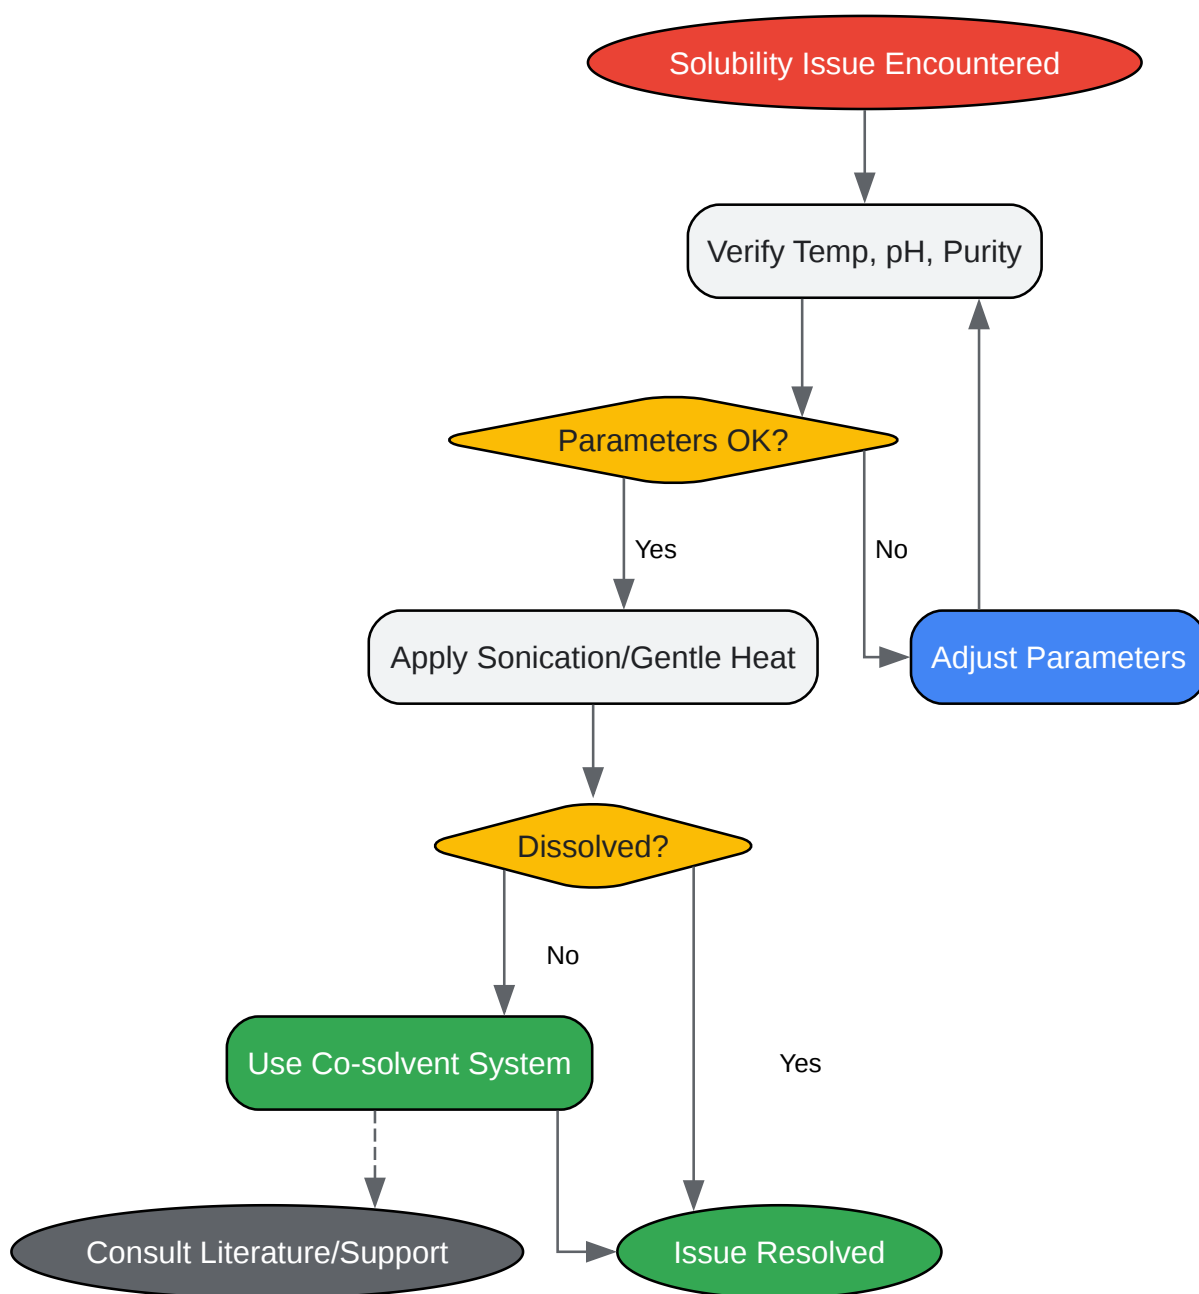 Solubility Issue Encountered
Verify Temp, pH, Purity
Parameters OK?
Yes
No
Apply Sonication/Gentle Heat
Adjust Parameters
Dissolved?
No
Use Co-solvent System
Yes
Consult Literature/Support
Issue Resolved